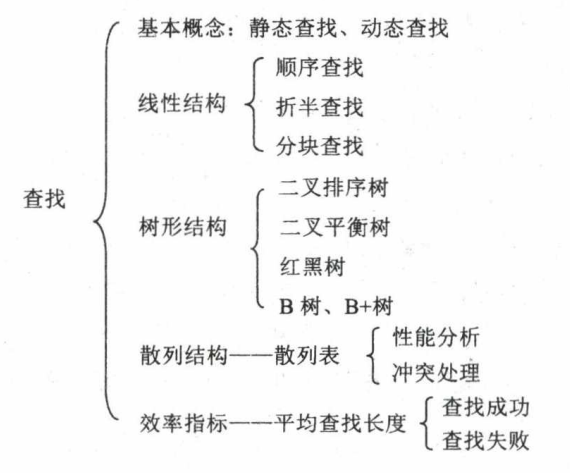 基本概念：静态查找、动态查找
顺序查找
线性结构
折半查找
分块查找
查找
二叉排序树
树形结构
二叉平衡树
红黑树
B 树、B+树
散列结构——散列表
性能分析
冲突处理
效率指标——平均查找长度
查找成功
查找失败